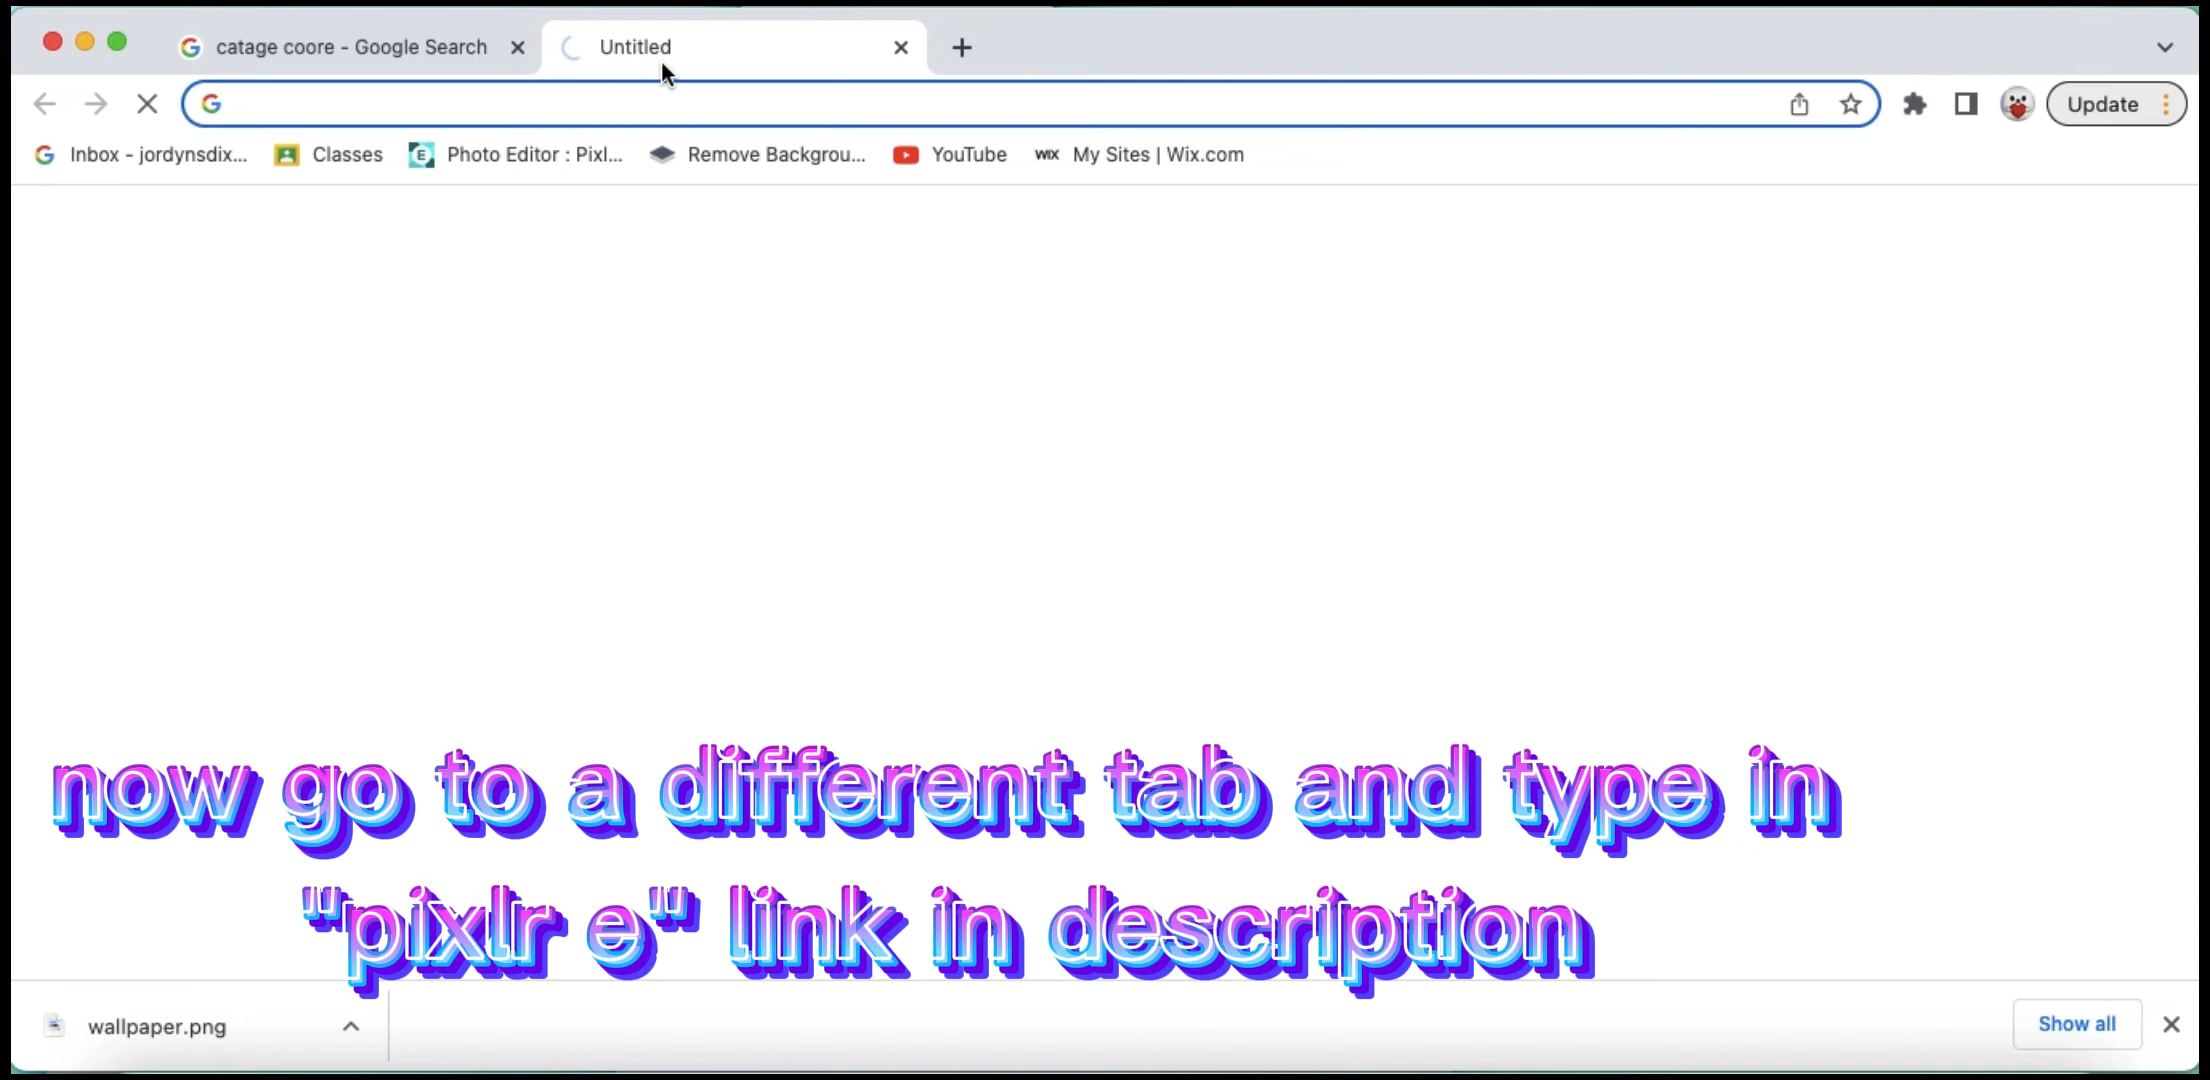 catage coore - Google Search
Untitled
Update
Inbox - jordynsdix... Classes Photo Editor : Pixl... Remove Backgrou... YouTube WIX My Sites | Wix.com
now go to a different tab and type in
"pixlr e" link in description
wallpaper.png
Show all